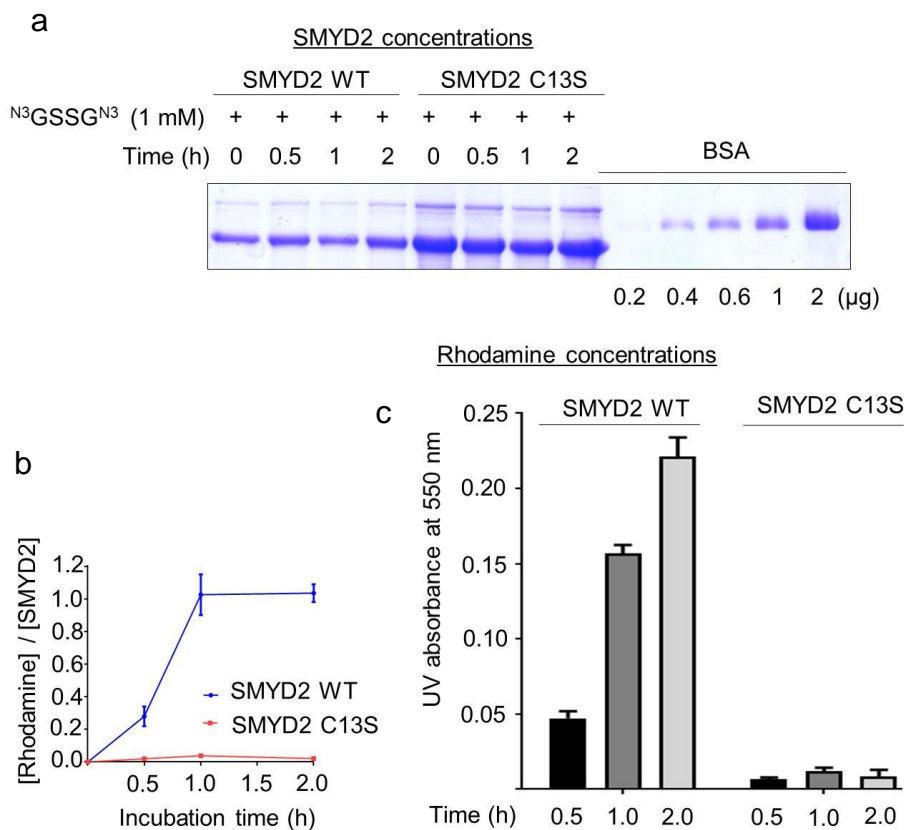 a
SMYD2 concentrations
SMYD2 WT SMYD2 C13S
N3GSSGN3 (1 mM) + + + + + + + +
Time (h) 0 0.5 1 2 0 0.5 1 2 BSA
0.2 0.4 0.6 1 2 (µg)
Rhodamine concentrations
b
[Rhodamine] / [SMYD2]
1.2
1.0
0.8
0.6
0.4
0.2
0.0
SMYD2 WT
SMYD2 C13S
0.5 1.0 1.5 2.0
Incubation time (h)
c
SMYD2 WT SMYD2 C13S
UV absorbance at 550 nm
0.25
0.20
0.15
0.10
0.05
Time (h) 0.5 1.0 2.0 0.5 1.0 2.0